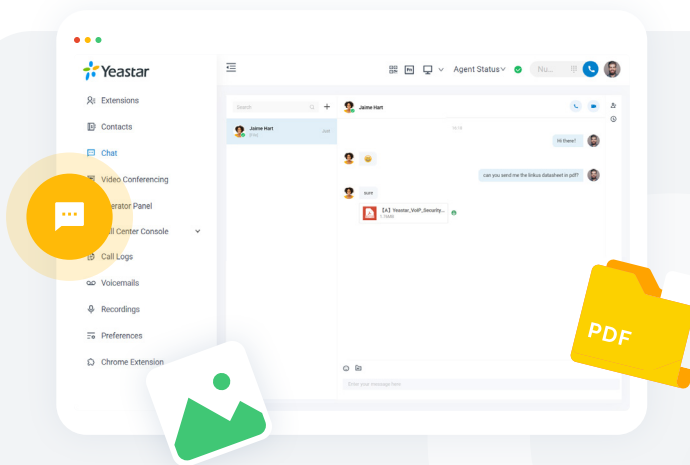 Yeastar
Agent Status
Nu...
Extensions
Contacts
Chat
Video Conferencing
erator Panel
ll Center Console
Call Logs
Voicemails
Recordings
Preferences
Chrome Extension
Search
Jaime Hart
Jaime Hart
Hi there!
can you send me the linkus datasheet in pdf?
sure
[A] Yeastar_VoIP_Security...
Enter your message here
PDF